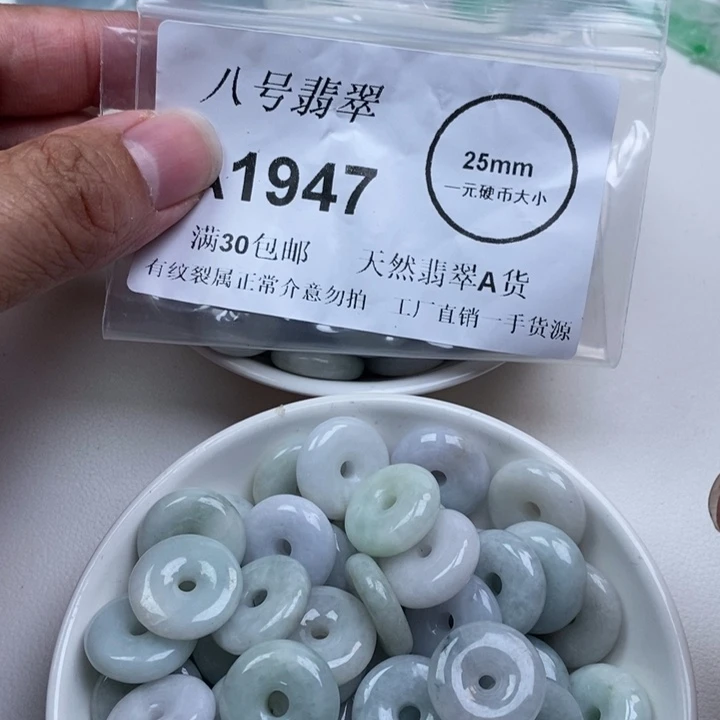 八号翡翠
A1947
25mm
一元硬币大小
满30包邮 天然翡翠A货
有纹裂属正常介意勿拍 工厂直销一手货源